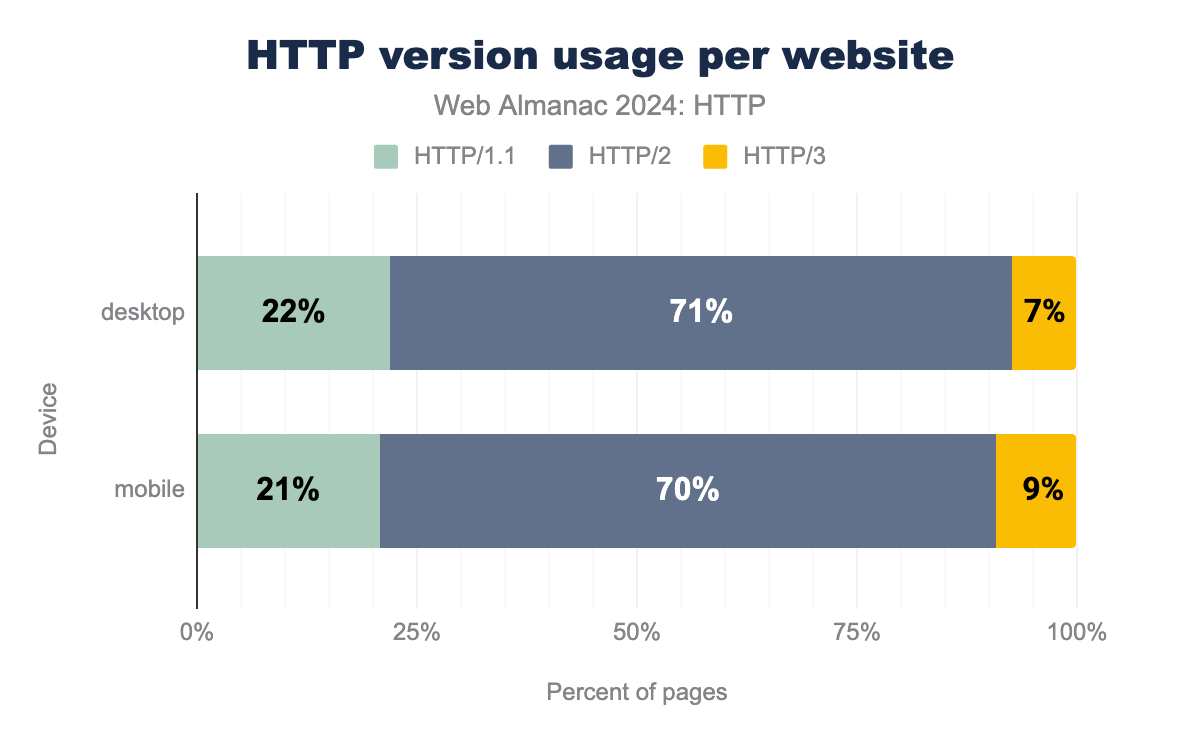 HTTP version usage per website
Web Almanac 2024: HTTP
HTTP/1.1 HTTP/2 HTTP/3
Device
desktop 22% 71% 7%
mobile 21% 70% 9%
0% 25% 50% 75% 100%
Percent of pages